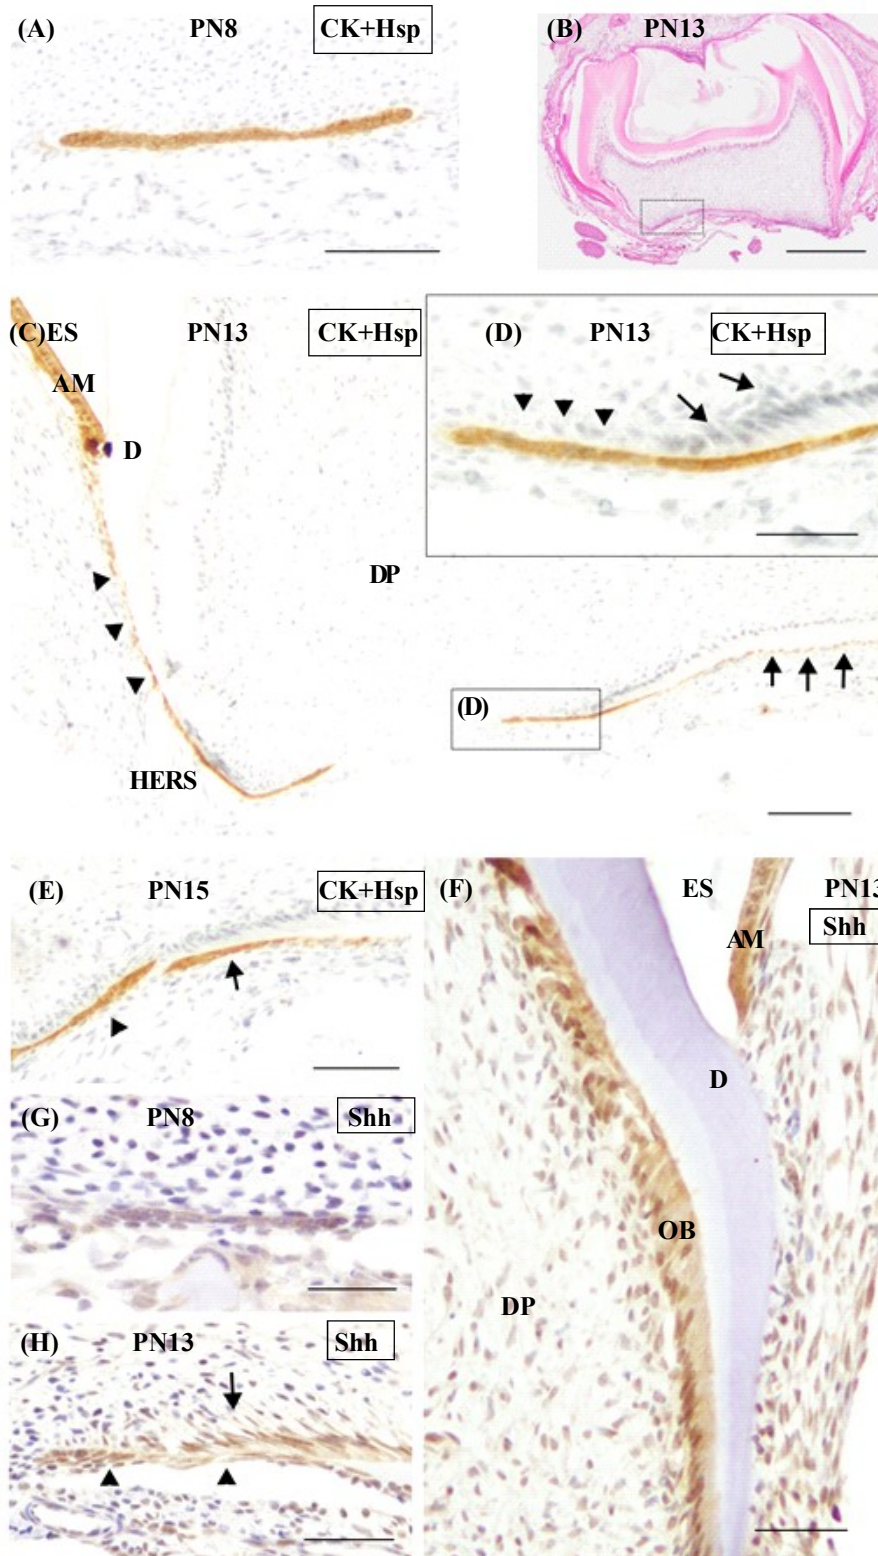 (A) PN8 CK+Hsp
(B) PN13
(C) ES PN13 CK+Hsp
AM
D
DP
HERS
(D) PN13 CK+Hsp
(D)
(E) PN15 CK+Hsp
(F) ES PN13
Shh
AM
D
OB
DP
(G) PN8 Shh
(H) PN13 Shh